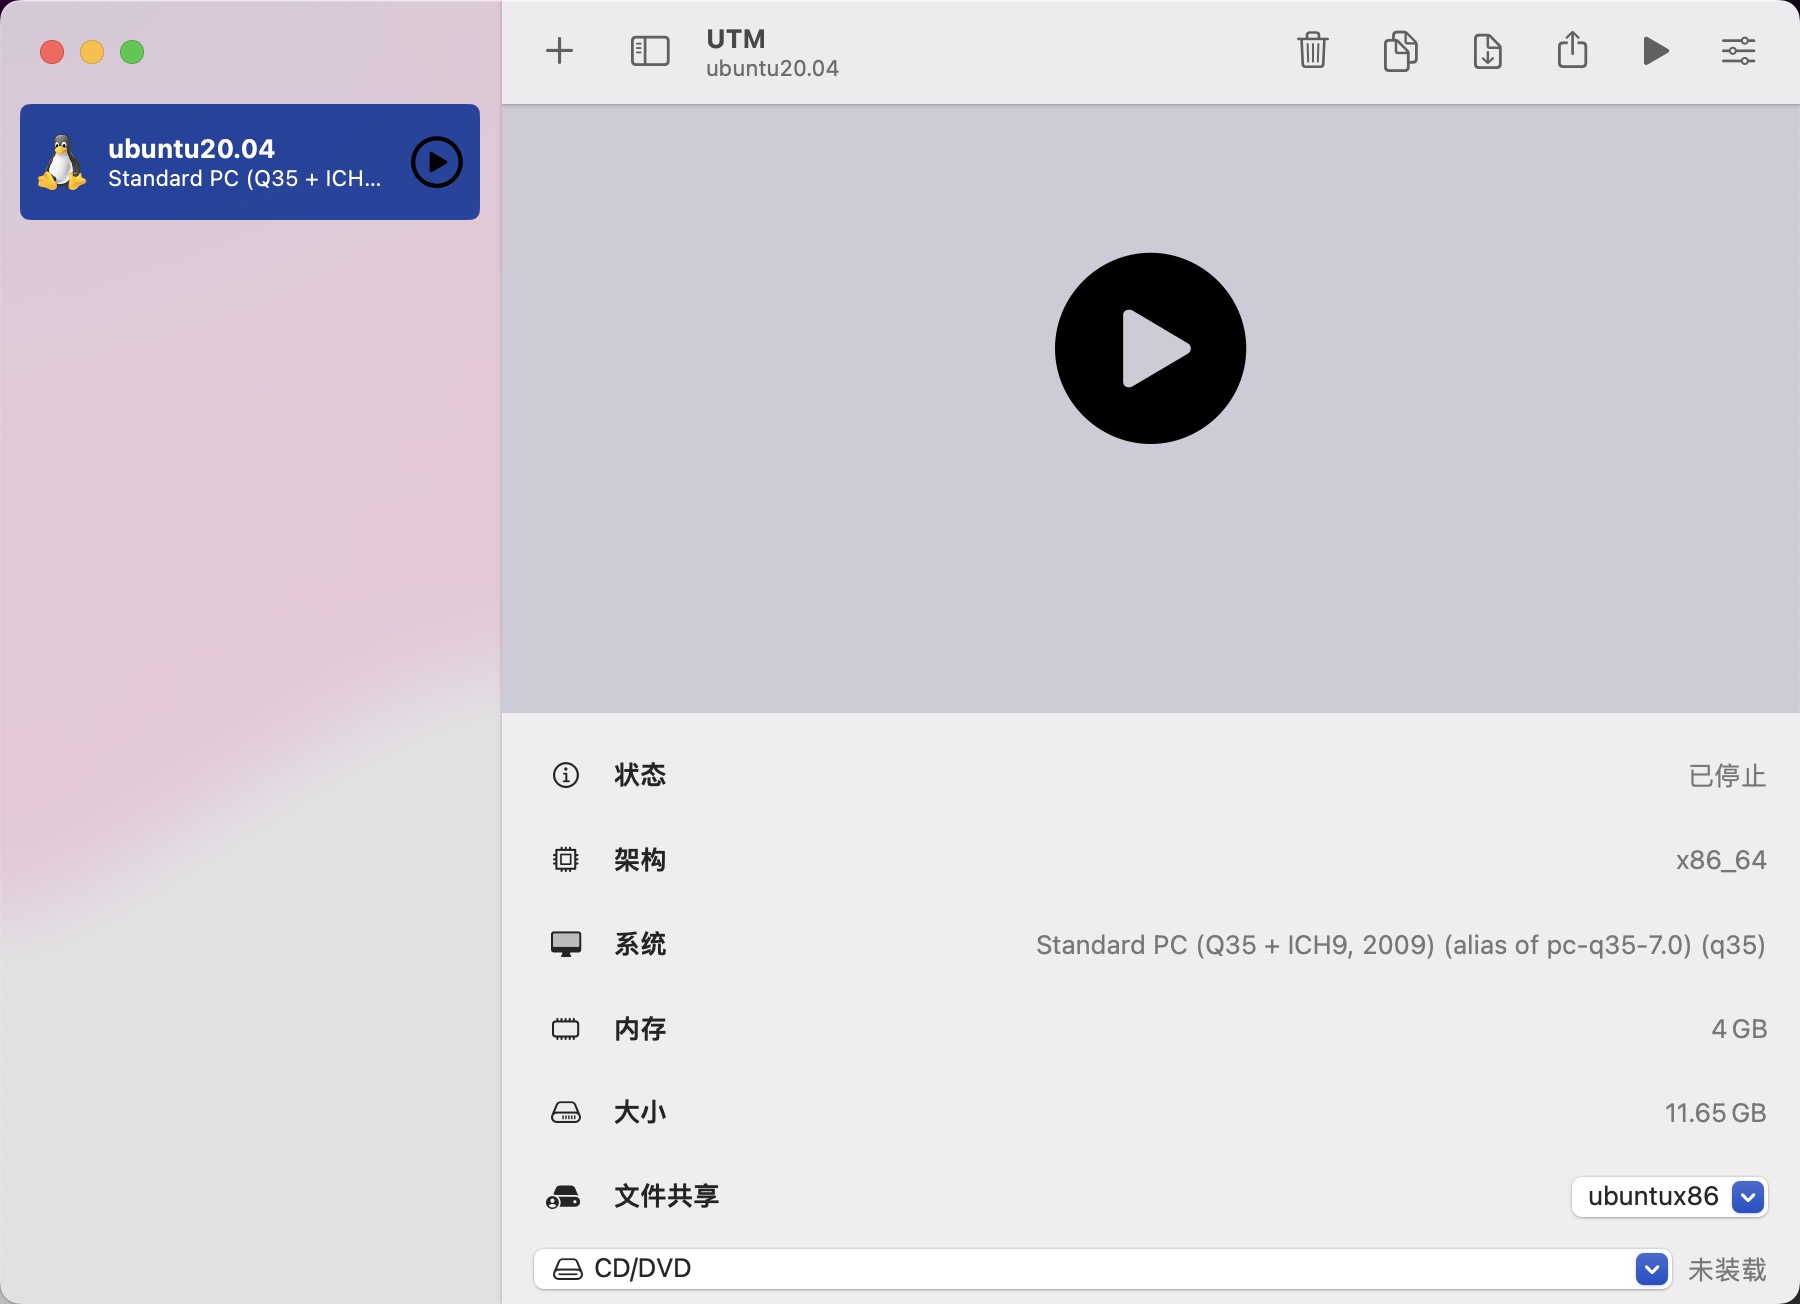 UTM
ubuntu20.04
ubuntu20.04
Standard PC (Q35 + ICH...
状态
已停止
架构
x86_64
系统
Standard PC (Q35 + ICH9, 2009) (alias of pc-q35-7.0) (q35)
内存
4 GB
大小
11.65 GB
文件共享
ubuntux86
CD/DVD
未装载